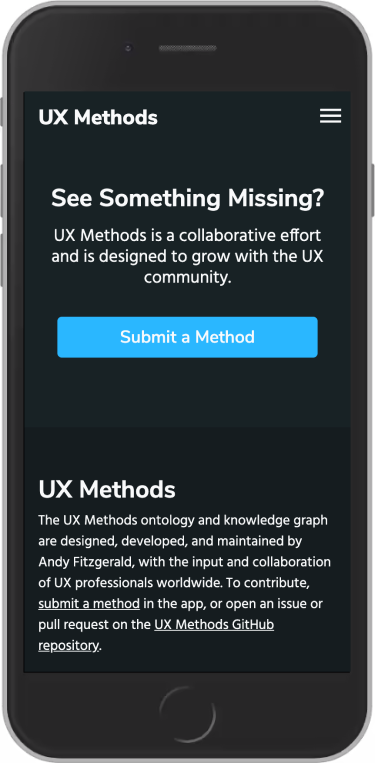 UX Methods
See Something Missing?
UX Methods is a collaborative effort
and is designed to grow with the UX
community.
Submit a Method
UX Methods
The UX Methods ontology and knowledge graph
are designed, developed, and maintained by
Andy Fitzgerald, with the input and collaboration
of UX professionals worldwide. To contribute,
submit a method in the app, or open an issue or
pull request on the UX Methods GitHub
repository.